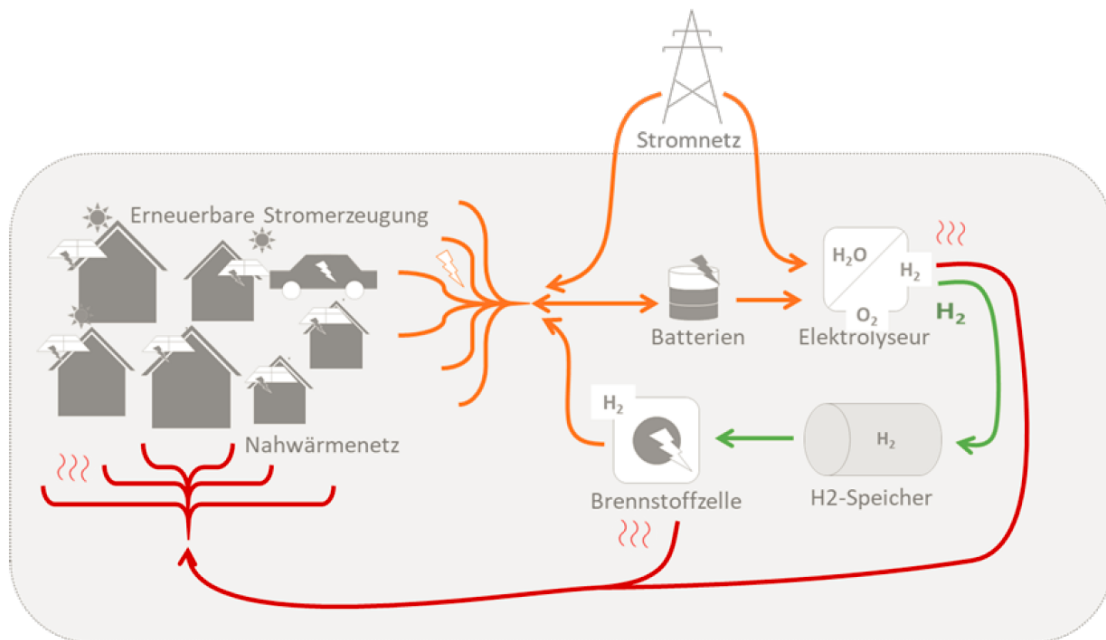 Stromnetz
Erneuerbare Stromerzeugung
H₂O
H₂
O₂
H₂
Batterien
Elektrolyseur
H₂
H₂
Nahwärmenetz
Brennstoffzelle
H2-Speicher